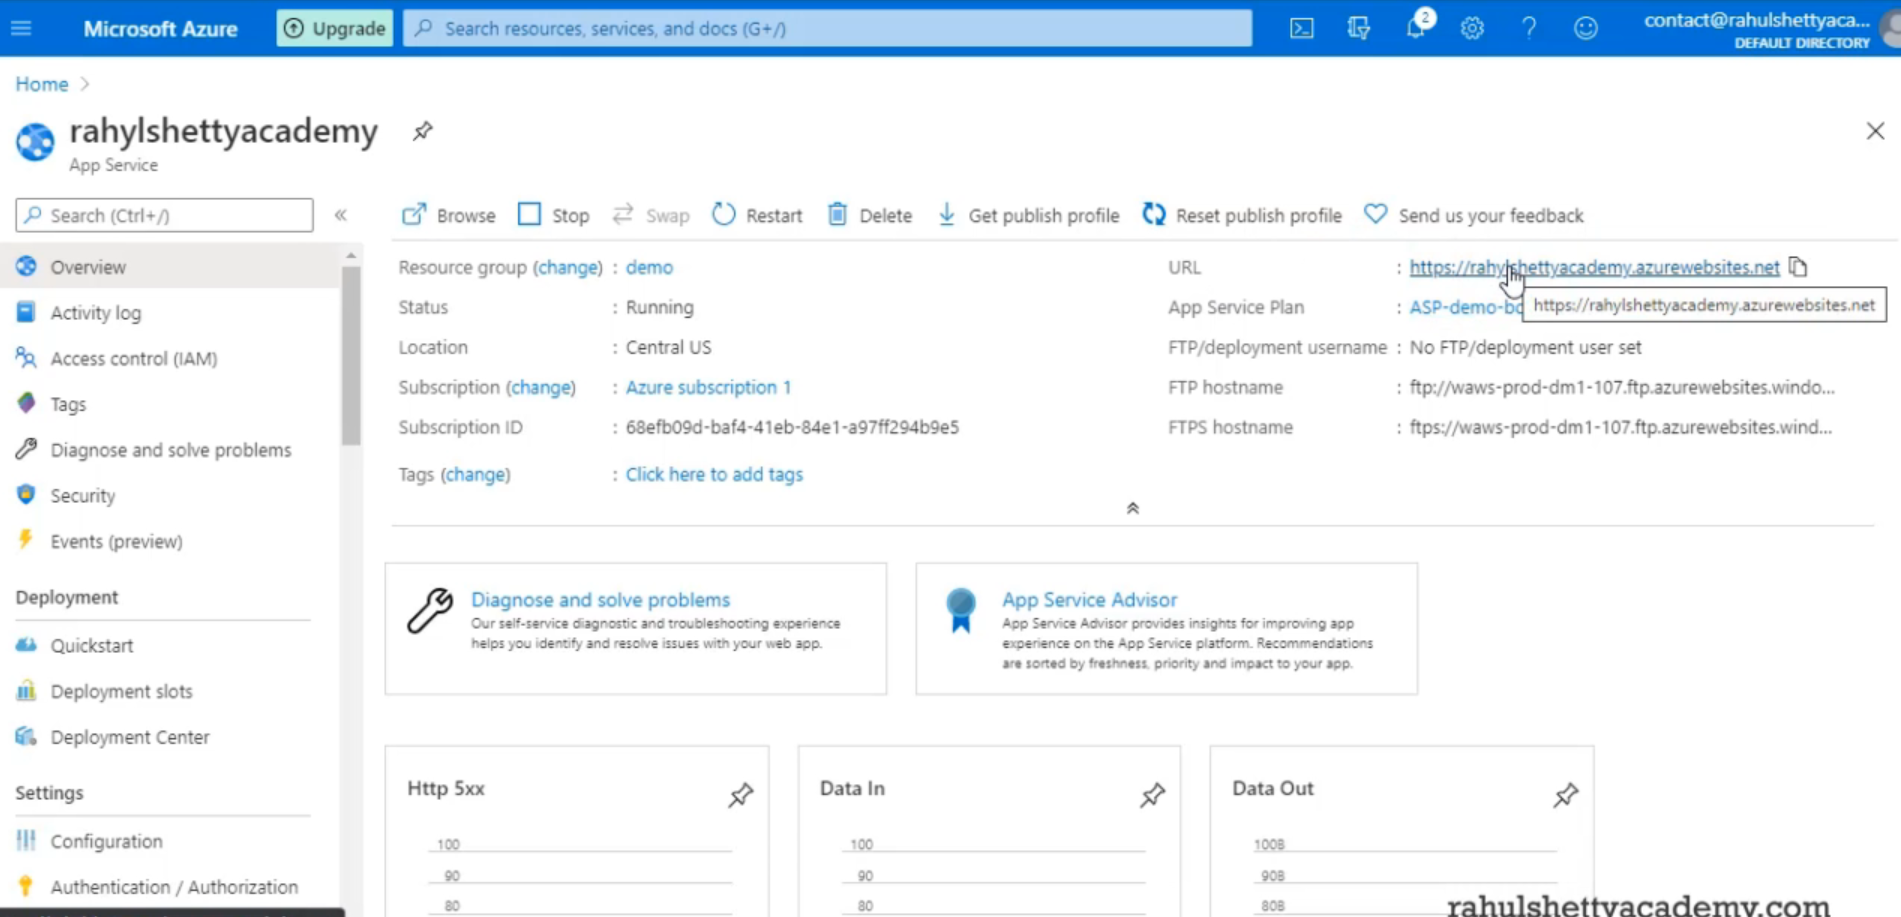 Microsoft Azure
Upgrade
Search resources, services, and docs (G+/)
2
contact@rahulshettyaca...
DEFAULT DIRECTORY
Home
rahylshettyacademy
App Service
Search (Ctrl+/)
«
Browse
Stop
Swap
Restart
Delete
Get publish profile
Reset publish profile
Send us your feedback
Overview
Activity log
Access control (IAM)
Tags
Diagnose and solve problems
Security
Events (preview)
Deployment
Quickstart
Deployment slots
Deployment Center
Settings
Configuration
Authentication / Authorization
Resource group (change) : demo
Status : Running
Location : Central US
Subscription (change) : Azure subscription 1
Subscription ID : 68efb09d-baf4-41eb-84e1-a97ff294b9e5
Tags (change) : Click here to add tags
URL : https://rahylshettyacademy.azurewebsites.net
https://rahylshettyacademy.azurewebsites.net
App Service Plan : ASP-demo-
FTP/deployment username : No FTP/deployment user set
FTP hostname : ftp://waws-prod-dm1-107.ftp.azurewebsites.windo...
FTPS hostname : ftps://waws-prod-dm1-107.ftp.azurewebsites.wind...
Diagnose and solve problems
Our self-service diagnostic and troubleshooting experience
helps you identify and resolve issues with your web app.
App Service Advisor
App Service Advisor provides insights for improving app
experience on the App Service platform. Recommendations
are sorted by freshness, priority and impact to your app.
Http 5xx
100
90
80
Data In
100
90
80
Data Out
100B
90B
80B
rahulshettyacademy.com